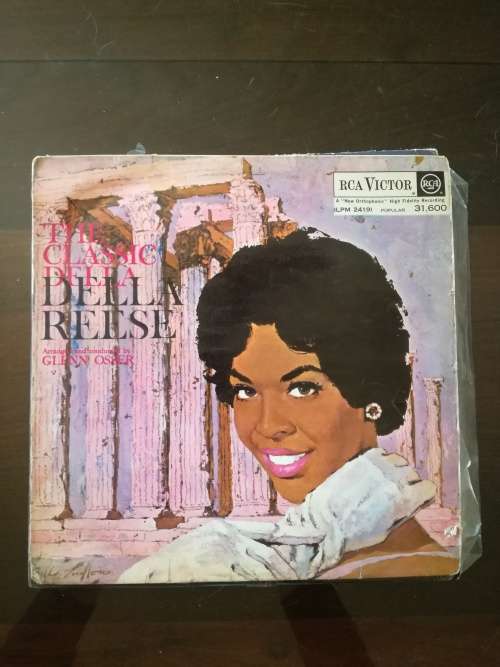 THE
CLASSIC
DELLA
DELLA
REESE
Arranged and conducted by
GLENN OSSER
RCA VICTOR
RCA
A "New Orthophonic" High Fidelity Recording
LPM 24191 POPULAR 31,600